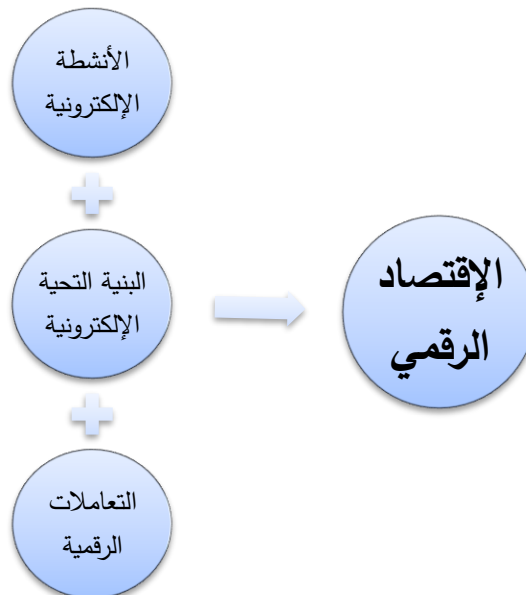 الأنشطة
الإلكترونية
البنية التحية
الإلكترونية
التعاملات
الرقمية
الإقتصاد
الرقمي